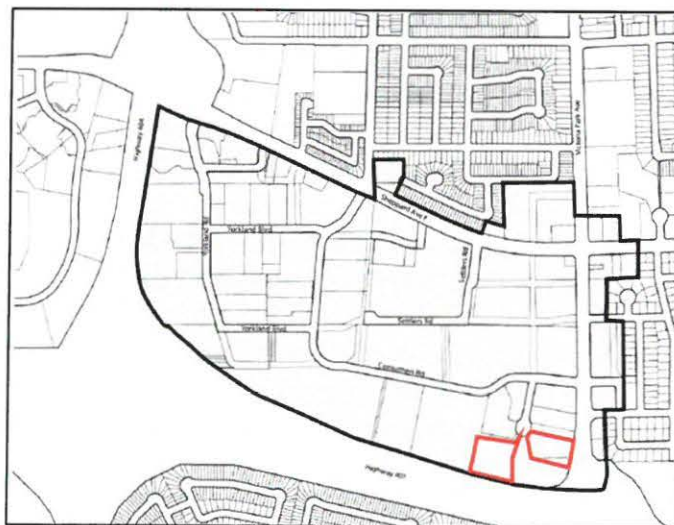 Highway 404
Victoria Park Ave
Sheppard Ave E
Yorkland Rd
Yorkland Blvd
Settlers Rd
Settlers Rd
Yorkland Blvd
Consumers Rd
Highway 401